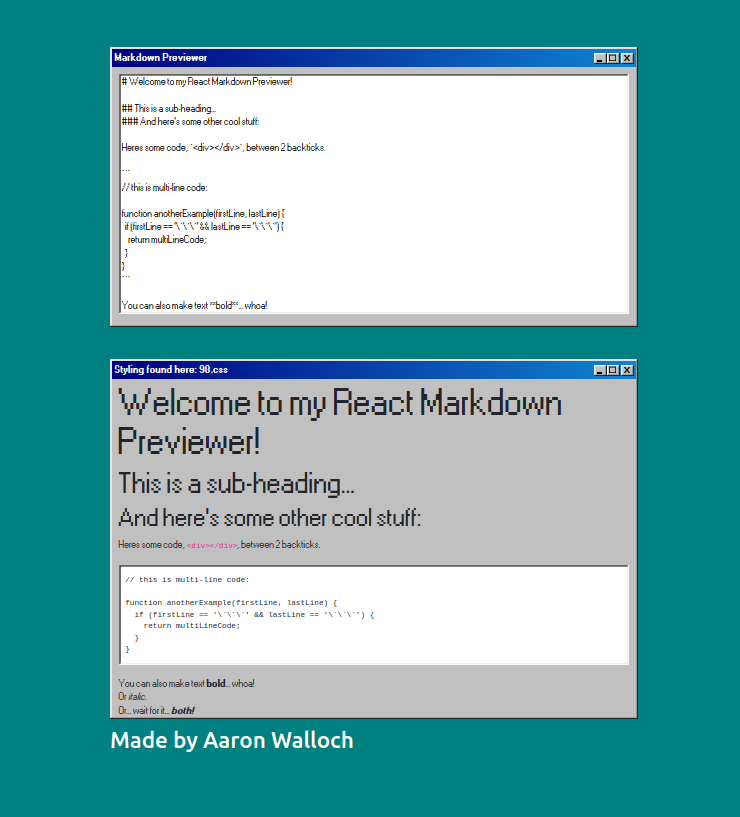 Markdown Previewer
# Welcome to my React Markdown Previewer!
## This is a sub-heading...
### And here's some other cool stuff:
Heres some code, `<div></div>`, between 2 backticks.
```
// this is multi-line code:
function anotherExample(firstLine, lastLine) {
if (firstLine == '\`\`\`' && lastLine == '\`\`\`') {
return multiLineCode;
}
}
```
You can also make text **bold**... whoa!
Styling found here: 98.css
Welcome to my React Markdown
Previewer!
This is a sub-heading...
And here's some other cool stuff:
Heres some code, <div></div>, between 2 backticks.
// this is multi-line code:
function anotherExample(firstLine, lastLine) {
if (firstLine == '\`\`\`' && lastLine == '\`\`\`') {
return multiLineCode;
}
}
You can also make text bold... whoa!
Or italic.
Or... wait for it... both!
Made by Aaron Walloch